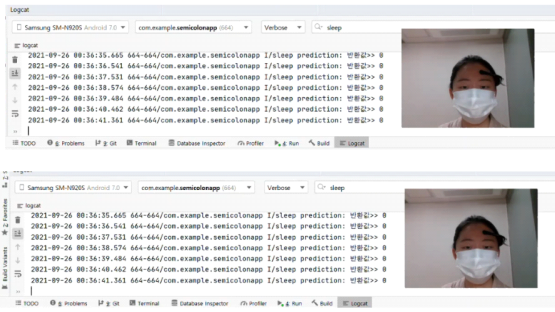 Logcat
Samsung SM-N920S Android 7.0 com.example.semicolonapp (664) Verbose sleep
logcat
2021-09-26 00:36:35.665 664-664/com.example.semicolonapp I/sleep prediction: 반환값>> 0
2021-09-26 00:36:36.541 664-664/com.example.semicolonapp I/sleep prediction: 반환값>> 0
2021-09-26 00:36:37.531 664-664/com.example.semicolonapp I/sleep prediction: 반환값>> 0
2021-09-26 00:36:38.574 664-664/com.example.semicolonapp I/sleep prediction: 반환값>> 0
2021-09-26 00:36:39.484 664-664/com.example.semicolonapp I/sleep prediction: 반환값>> 0
2021-09-26 00:36:40.462 664-664/com.example.semicolonapp I/sleep prediction: 반환값>> 0
2021-09-26 00:36:41.361 664-664/com.example.semicolonapp I/sleep prediction: 반환값>> 0
TODO 6: Problems 9: Git Terminal Database Inspector Profiler 4: Run Build Logcat
Samsung SM-N920S Android 7.0 com.example.semicolonapp (664) Verbose sleep
logcat
2021-09-26 00:36:35.665 664-664/com.example.semicolonapp I/sleep prediction: 반환값>> 0
2021-09-26 00:36:36.541 664-664/com.example.semicolonapp I/sleep prediction: 반환값>> 0
2021-09-26 00:36:37.531 664-664/com.example.semicolonapp I/sleep prediction: 반환값>> 0
2021-09-26 00:36:38.574 664-664/com.example.semicolonapp I/sleep prediction: 반환값>> 0
2021-09-26 00:36:39.484 664-664/com.example.semicolonapp I/sleep prediction: 반환값>> 0
2021-09-26 00:36:40.462 664-664/com.example.semicolonapp I/sleep prediction: 반환값>> 0
2021-09-26 00:36:41.361 664-664/com.example.semicolonapp I/sleep prediction: 반환값>> 0
2: Favorites
Build Variants
TODO 6: Problems 9: Git Terminal Database Inspector Profiler 4: Run Build Logcat